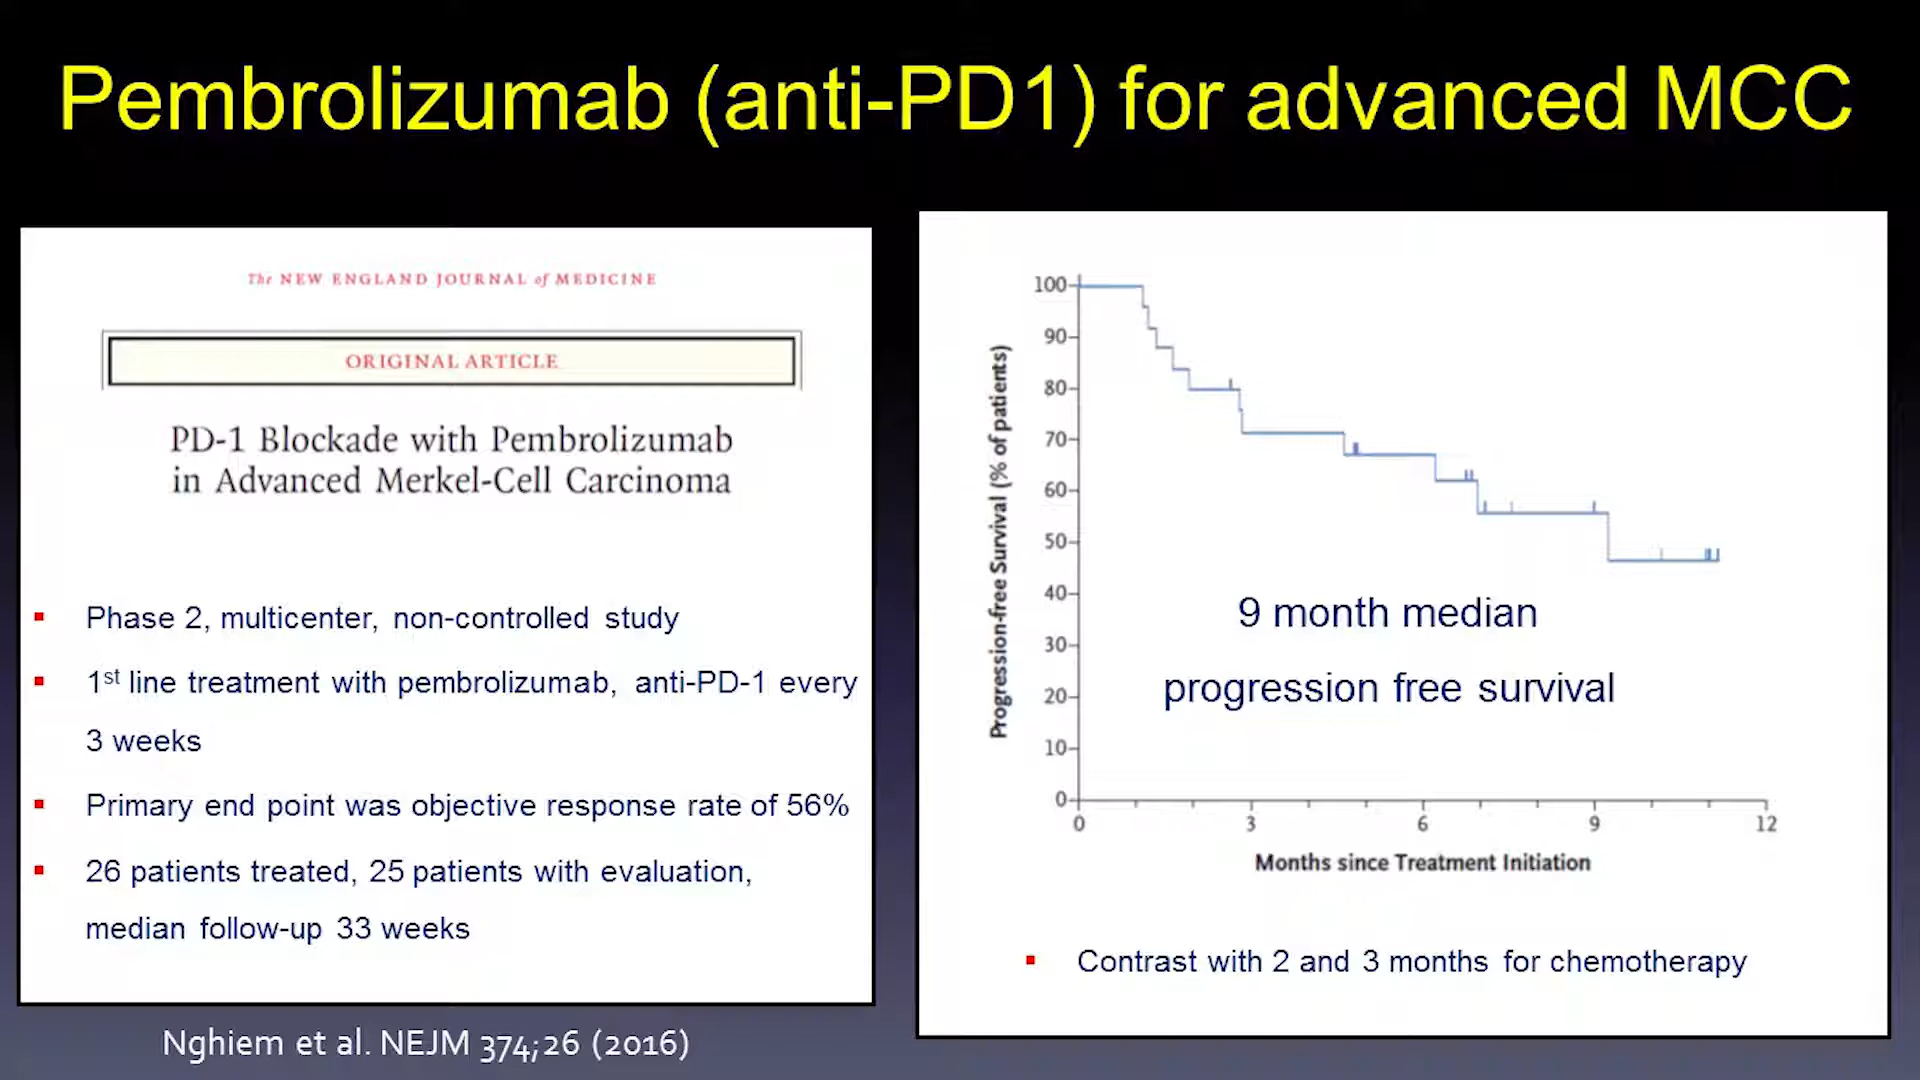 Pembrolizumab (anti-PD1) for advanced MCC
The NEW ENGLAND JOURNAL of MEDICINE
ORIGINAL ARTICLE
PD-1 Blockade with Pembrolizumab
in Advanced Merkel-Cell Carcinoma
▪ Phase 2, multicenter, non-controlled study
▪ 1st line treatment with pembrolizumab, anti-PD-1 every
3 weeks
▪ Primary end point was objective response rate of 56%
▪ 26 patients treated, 25 patients with evaluation,
median follow-up 33 weeks
Nghiem et al. NEJM 374;26 (2016)
Progression-free Survival (% of patients)
100
90
80
70
60
50
40
30
20
10
0
9 month median
progression free survival
0 3 6 9 12
Months since Treatment Initiation
▪ Contrast with 2 and 3 months for chemotherapy